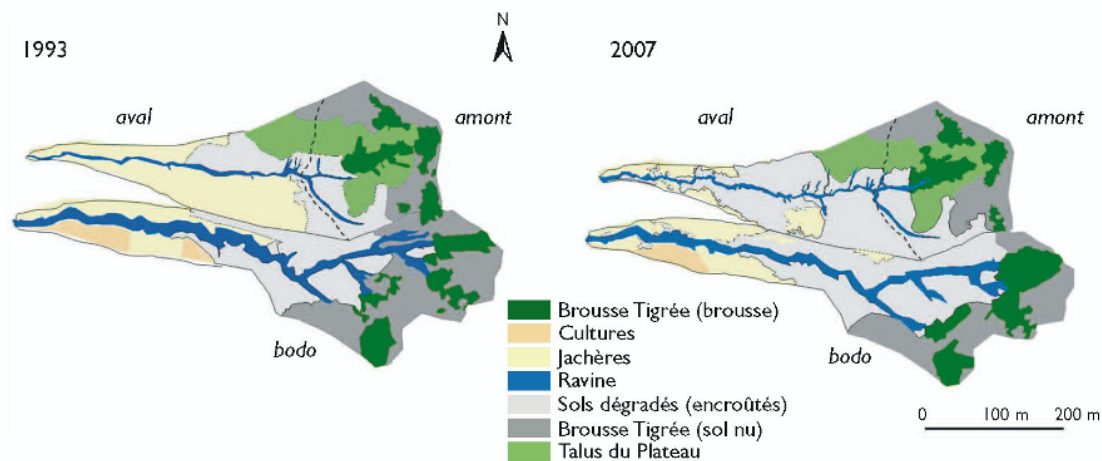 1993
N
2007
aval
amont
aval
amont
bodo
bodo
Brousse Tigrée (brousse)
Cultures
Jachères
Ravine
Sols dégradés (encroûtés)
Brousse Tigrée (sol nu)
Talus du Plateau
0 100 m 200 m